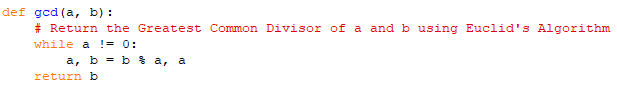 def gcd(a, b):
    # Return the Greatest Common Divisor of a and b using Euclid's Algorithm
    while a != 0:
        a, b = b % a, a
    return b